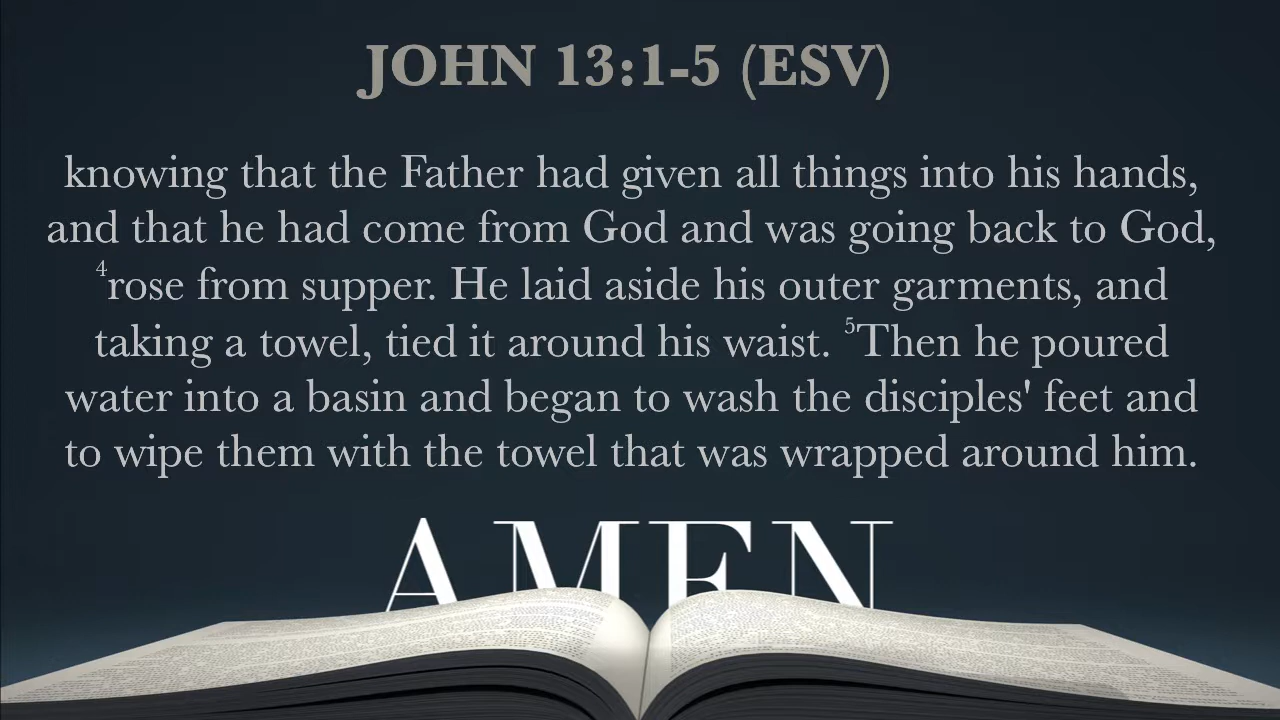 JOHN 13:1-5 (ESV)
knowing that the Father had given all things into his hands,
and that he had come from God and was going back to God,
⁴rose from supper. He laid aside his outer garments, and
taking a towel, tied it around his waist. ⁵Then he poured
water into a basin and began to wash the disciples' feet and
to wipe them with the towel that was wrapped around him.
AMEN